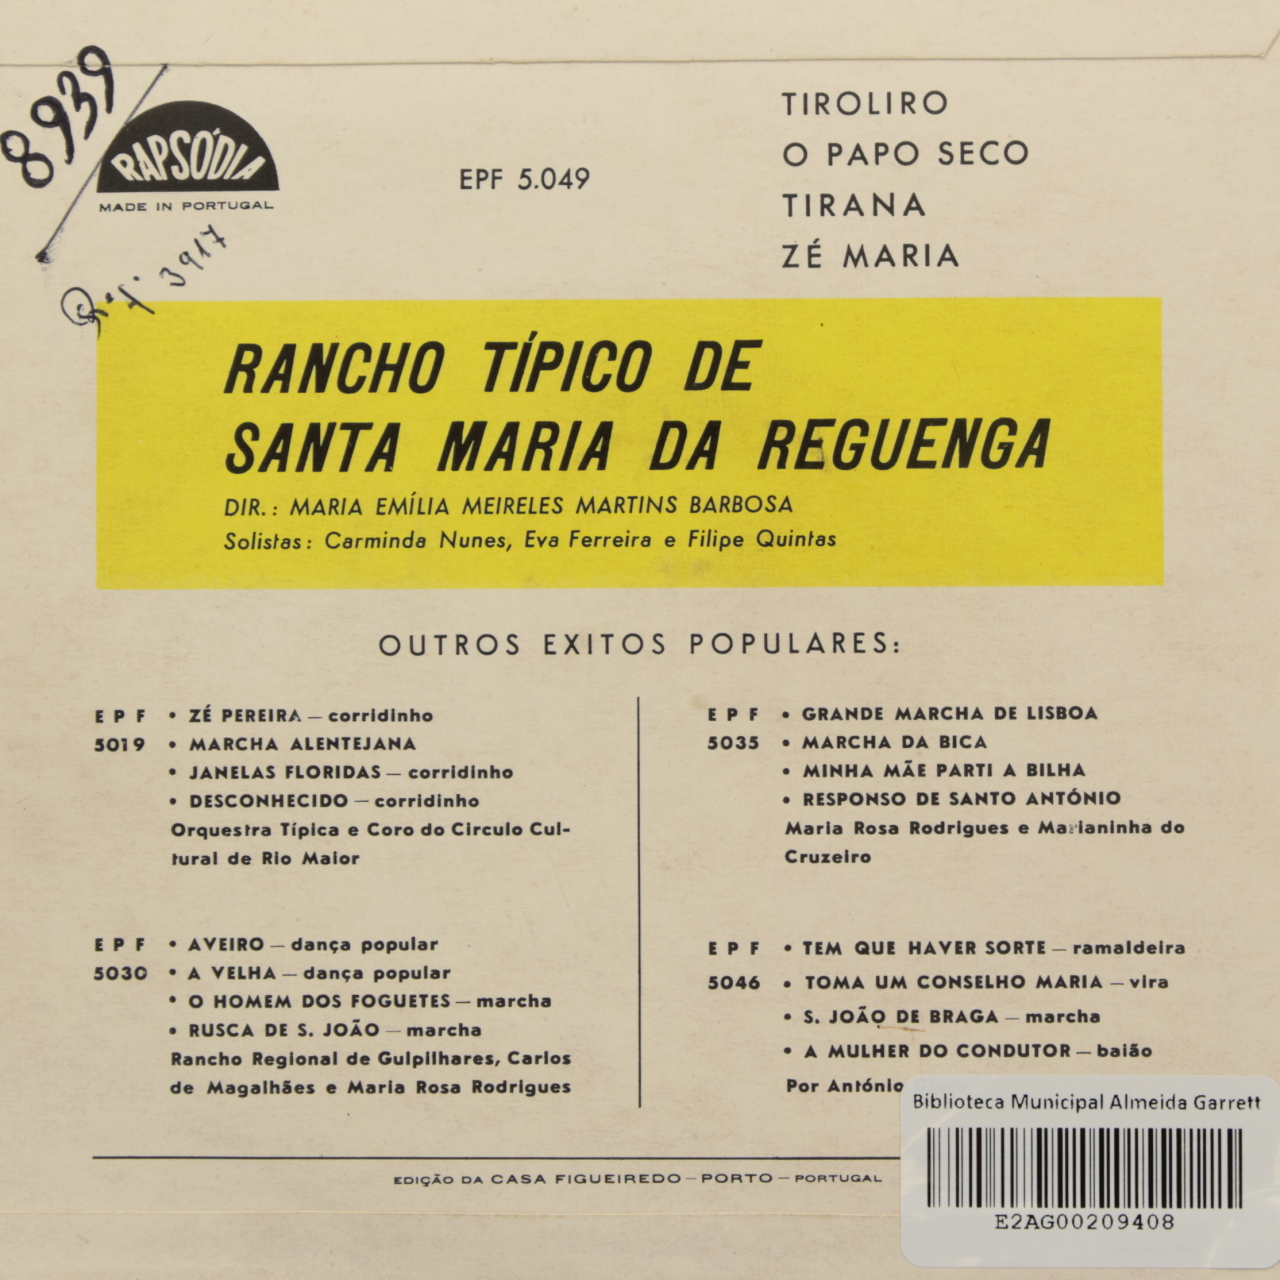 8939
RAPSÓDIA
MADE IN PORTUGAL
3917
EPF 5.049
TIROLIRO
O PAPO SECO
TIRANA
ZÉ MARIA
RANCHO TÍPICO DE
SANTA MARIA DA REGUENGA
DIR.: MARIA EMÍLIA MEIRELES MARTINS BARBOSA
Solistas: Carminda Nunes, Eva Ferreira e Filipe Quintas
OUTROS EXITOS POPULARES:
EPF • ZÉ PEREIRA — corridinho
5019 • MARCHA ALENTEJANA
• JANELAS FLORIDAS — corridinho
• DESCONHECIDO — corridinho
Orquestra Típica e Coro do Circulo Cul-
tural de Rio Maior
EPF • AVEIRO — dança popular
5030 • A VELHA — dança popular
• O HOMEM DOS FOGUETES — marcha
• RUSCA DE S. JOÃO — marcha
Rancho Regional de Gulpilhares, Carlos
de Magalhães e Maria Rosa Rodrigues
EPF • GRANDE MARCHA DE LISBOA
5035 • MARCHA DA BICA
• MINHA MÃE PARTI A BILHA
• RESPONSO DE SANTO ANTÓNIO
Maria Rosa Rodrigues e Marianinha do
Cruzeiro
EPF • TEM QUE HAVER SORTE — ramaldeira
5046 • TOMA UM CONSELHO MARIA — vira
• S. JOÃO DE BRAGA — marcha
• A MULHER DO CONDUTOR — baião
Por António
EDIÇÃO DA CASA FIGUEIREDO — PORTO — PORTUGAL
Biblioteca Municipal Almeida Garrett
E2AG00209408